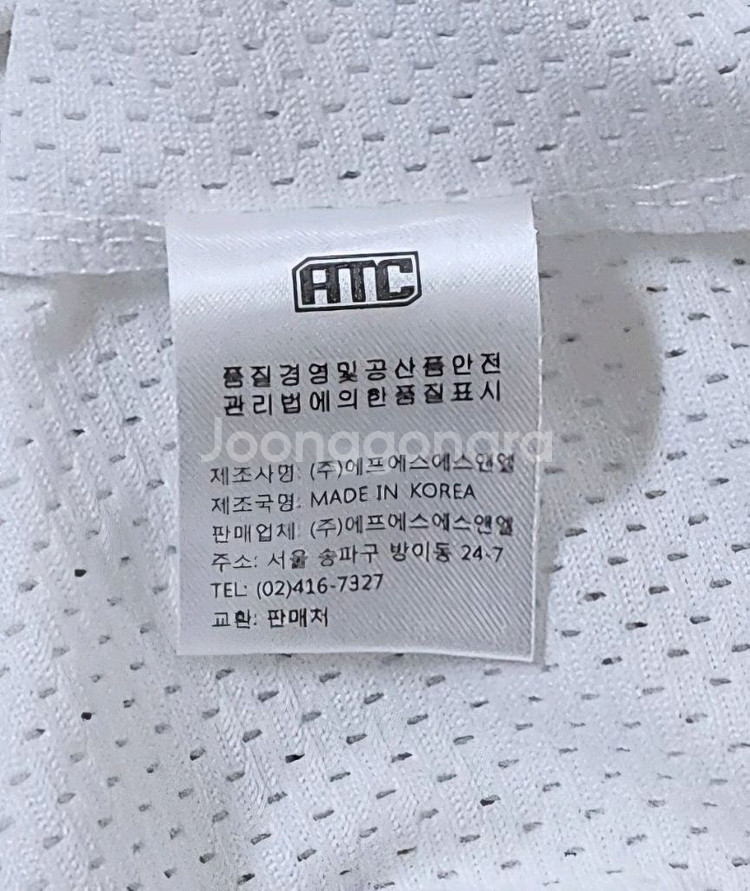 ATC
품질경영및공산품안전
관리법에의한품질표시
Joonggonara
제조사명: (주)에프에스에스앤엘
제조국명: MADE IN KOREA
판매업체: (주)에프에스에스앤엘
주소: 서울 송파구 방이동 24-7
TEL: (02)416-7327
교환: 판매처